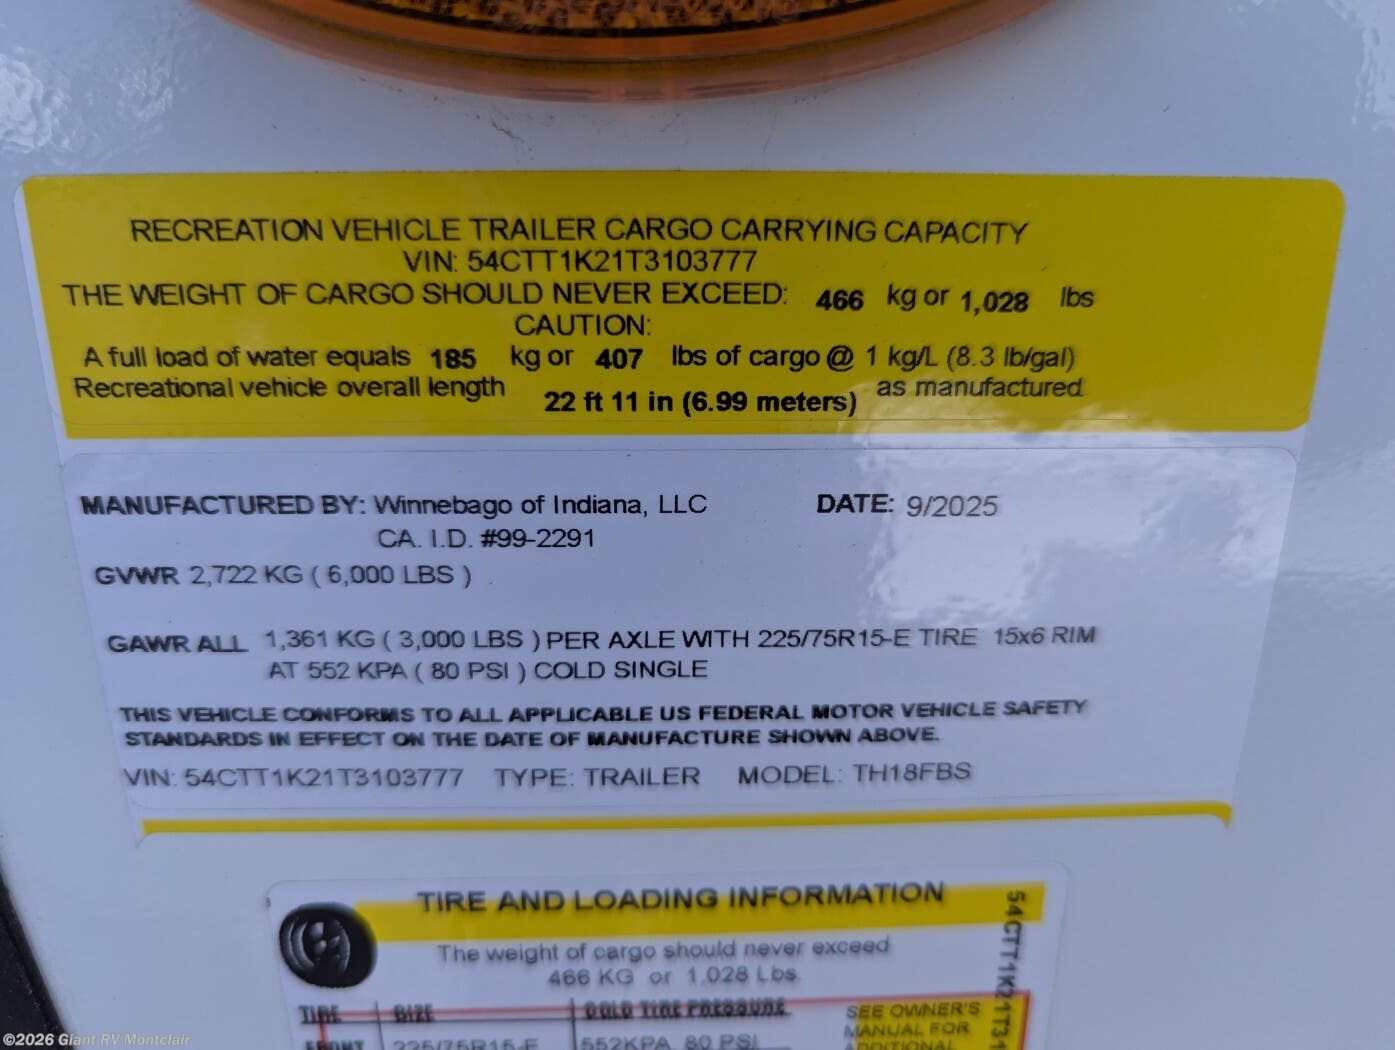 RECREATION VEHICLE TRAILER CARGO CARRYING CAPACITY
VIN: 54CTT1K21T3103777
THE WEIGHT OF CARGO SHOULD NEVER EXCEED: 466 kg or 1,028 lbs
CAUTION:
A full load of water equals 185 kg or 407 lbs of cargo @ 1 kg/L (8.3 lb/gal)
Recreational vehicle overall length 22 ft 11 in (6.99 meters) as manufactured
MANUFACTURED BY: Winnebago of Indiana, LLC DATE: 9/2025
CA. I.D. #99-2291
GVWR 2,722 KG ( 6,000 LBS )
GAWR ALL 1,361 KG ( 3,000 LBS ) PER AXLE WITH 225/75R15-E TIRE 15x6 RIM
AT 552 KPA ( 80 PSI ) COLD SINGLE
THIS VEHICLE CONFORMS TO ALL APPLICABLE US FEDERAL MOTOR VEHICLE SAFETY
STANDARDS IN EFFECT ON THE DATE OF MANUFACTURE SHOWN ABOVE.
VIN: 54CTT1K21T3103777 TYPE: TRAILER MODEL: TH18FBS
TIRE AND LOADING INFORMATION
The weight of cargo should never exceed
466 KG or 1,028 Lbs.
TIRE SIZE COLD TIRE PRESSURE SEE OWNER'S
MANUAL FOR
FRONT 225/75R15-E 552KPA, 80 PSI ADDITIONAL
54CTT1K21T31
©2026 Giant RV Montclair